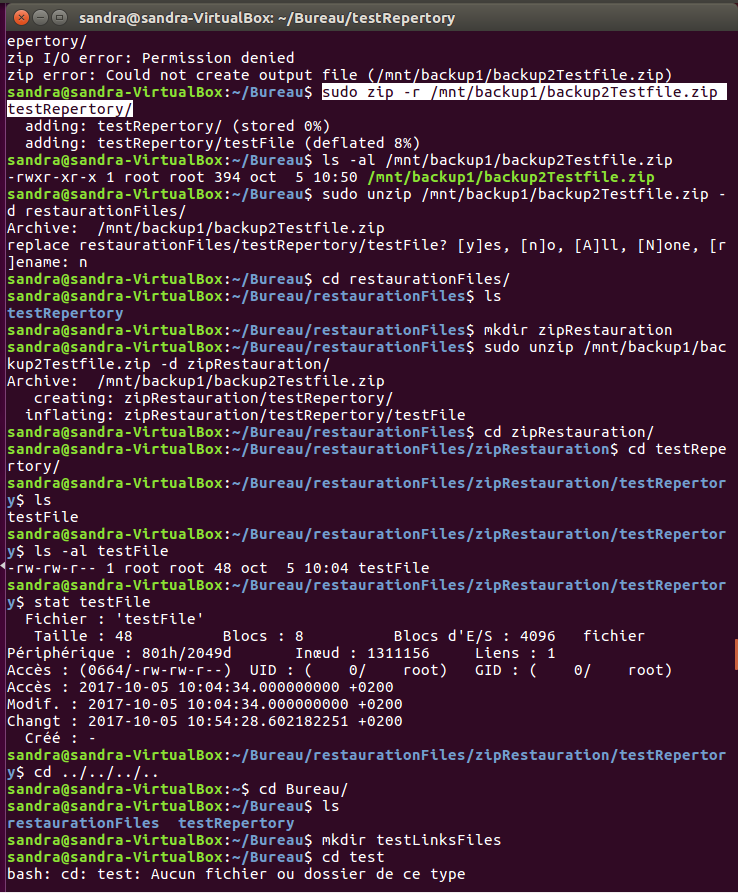 sandra@sandra-VirtualBox: ~/Bureau/testRepertory
epertory/
zip I/O error: Permission denied
zip error: Could not create output file (/mnt/backup1/backup2Testfile.zip)
sandra@sandra-VirtualBox:~/Bureau$ sudo zip -r /mnt/backup1/backup2Testfile.zip
testRepertory/
  adding: testRepertory/ (stored 0%)
  adding: testRepertory/testFile (deflated 8%)
sandra@sandra-VirtualBox:~/Bureau$ ls -al /mnt/backup1/backup2Testfile.zip
-rwxr-xr-x 1 root root 394 oct  5 10:50 /mnt/backup1/backup2Testfile.zip
sandra@sandra-VirtualBox:~/Bureau$ sudo unzip /mnt/backup1/backup2Testfile.zip -
d restaurationFiles/
Archive:  /mnt/backup1/backup2Testfile.zip
replace restaurationFiles/testRepertory/testFile? [y]es, [n]o, [A]ll, [N]one, [r
]ename: n
sandra@sandra-VirtualBox:~/Bureau$ cd restaurationFiles/
sandra@sandra-VirtualBox:~/Bureau/restaurationFiles$ ls
testRepertory
sandra@sandra-VirtualBox:~/Bureau/restaurationFiles$ mkdir zipRestauration
sandra@sandra-VirtualBox:~/Bureau/restaurationFiles$ sudo unzip /mnt/backup1/bac
kup2Testfile.zip -d zipRestauration/
Archive:  /mnt/backup1/backup2Testfile.zip
   creating: zipRestauration/testRepertory/
  inflating: zipRestauration/testRepertory/testFile
sandra@sandra-VirtualBox:~/Bureau/restaurationFiles$ cd zipRestauration/
sandra@sandra-VirtualBox:~/Bureau/restaurationFiles/zipRestauration$ cd testRepe
rtory/
sandra@sandra-VirtualBox:~/Bureau/restaurationFiles/zipRestauration/testRepertor
y$ ls
testFile
sandra@sandra-VirtualBox:~/Bureau/restaurationFiles/zipRestauration/testRepertor
y$ ls -al testFile
-rw-rw-r-- 1 root root 48 oct  5 10:04 testFile
sandra@sandra-VirtualBox:~/Bureau/restaurationFiles/zipRestauration/testRepertor
y$ stat testFile
  Fichier : 'testFile'
   Taille : 48          Blocs : 8          Blocs d'E/S : 4096   fichier
Périphérique : 801h/2049d       Inœud : 1311156     Liens : 1
Accès : (0664/-rw-rw-r--)  UID : (    0/    root)   GID : (    0/    root)
Accès : 2017-10-05 10:04:34.000000000 +0200
Modif. : 2017-10-05 10:04:34.000000000 +0200
Changt : 2017-10-05 10:54:28.602182251 +0200
  Créé : -
sandra@sandra-VirtualBox:~/Bureau/restaurationFiles/zipRestauration/testRepertor
y$ cd ../../../..
sandra@sandra-VirtualBox:~$ cd Bureau/
sandra@sandra-VirtualBox:~/Bureau$ ls
restaurationFiles  testRepertory
sandra@sandra-VirtualBox:~/Bureau$ mkdir testLinksFiles
sandra@sandra-VirtualBox:~/Bureau$ cd test
bash: cd: test: Aucun fichier ou dossier de ce type